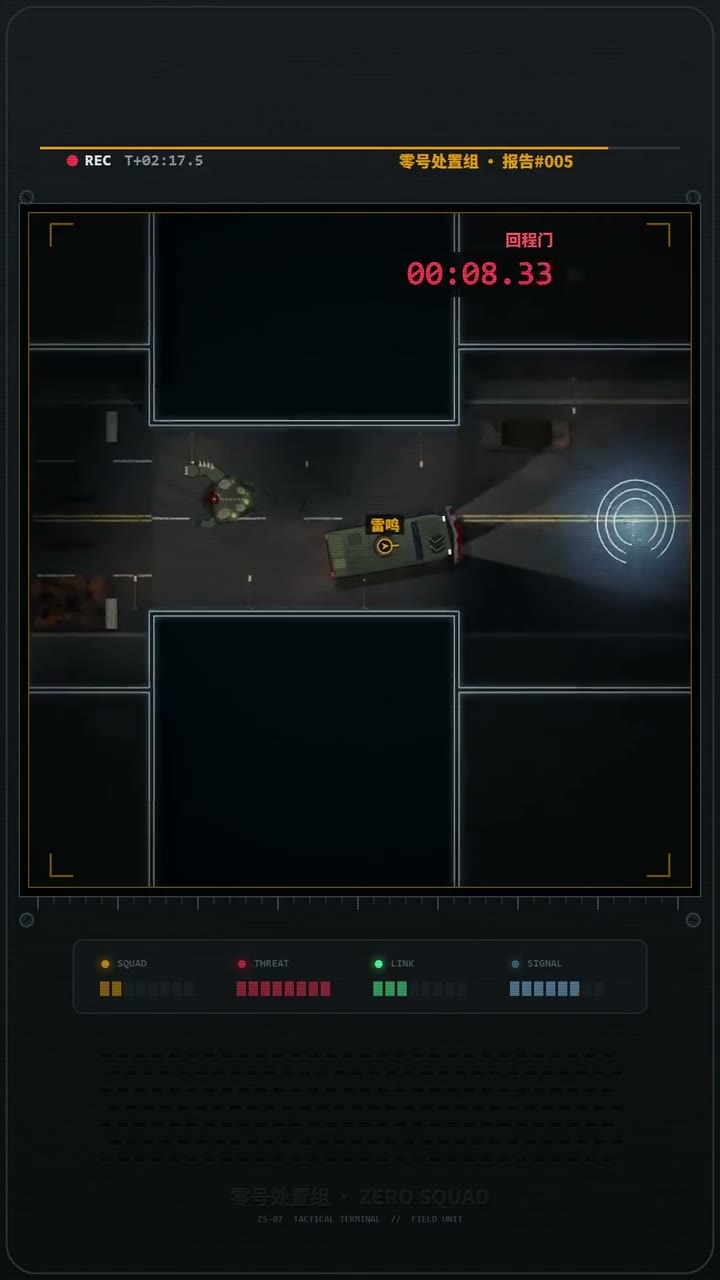 REC T+02:17.5
零号处置组 · 报告#005
回程门
00:08.33
雷鸣
SQUAD
THREAT
LINK
SIGNAL
零号处置组 · ZERO SQUAD
ZS-07 TACTICAL TERMINAL // FIELD UNIT